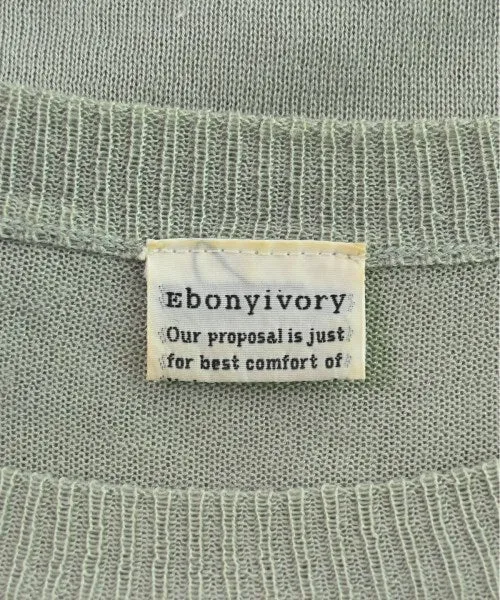 Ebonyivory
Our proposal is just
for best comfort of